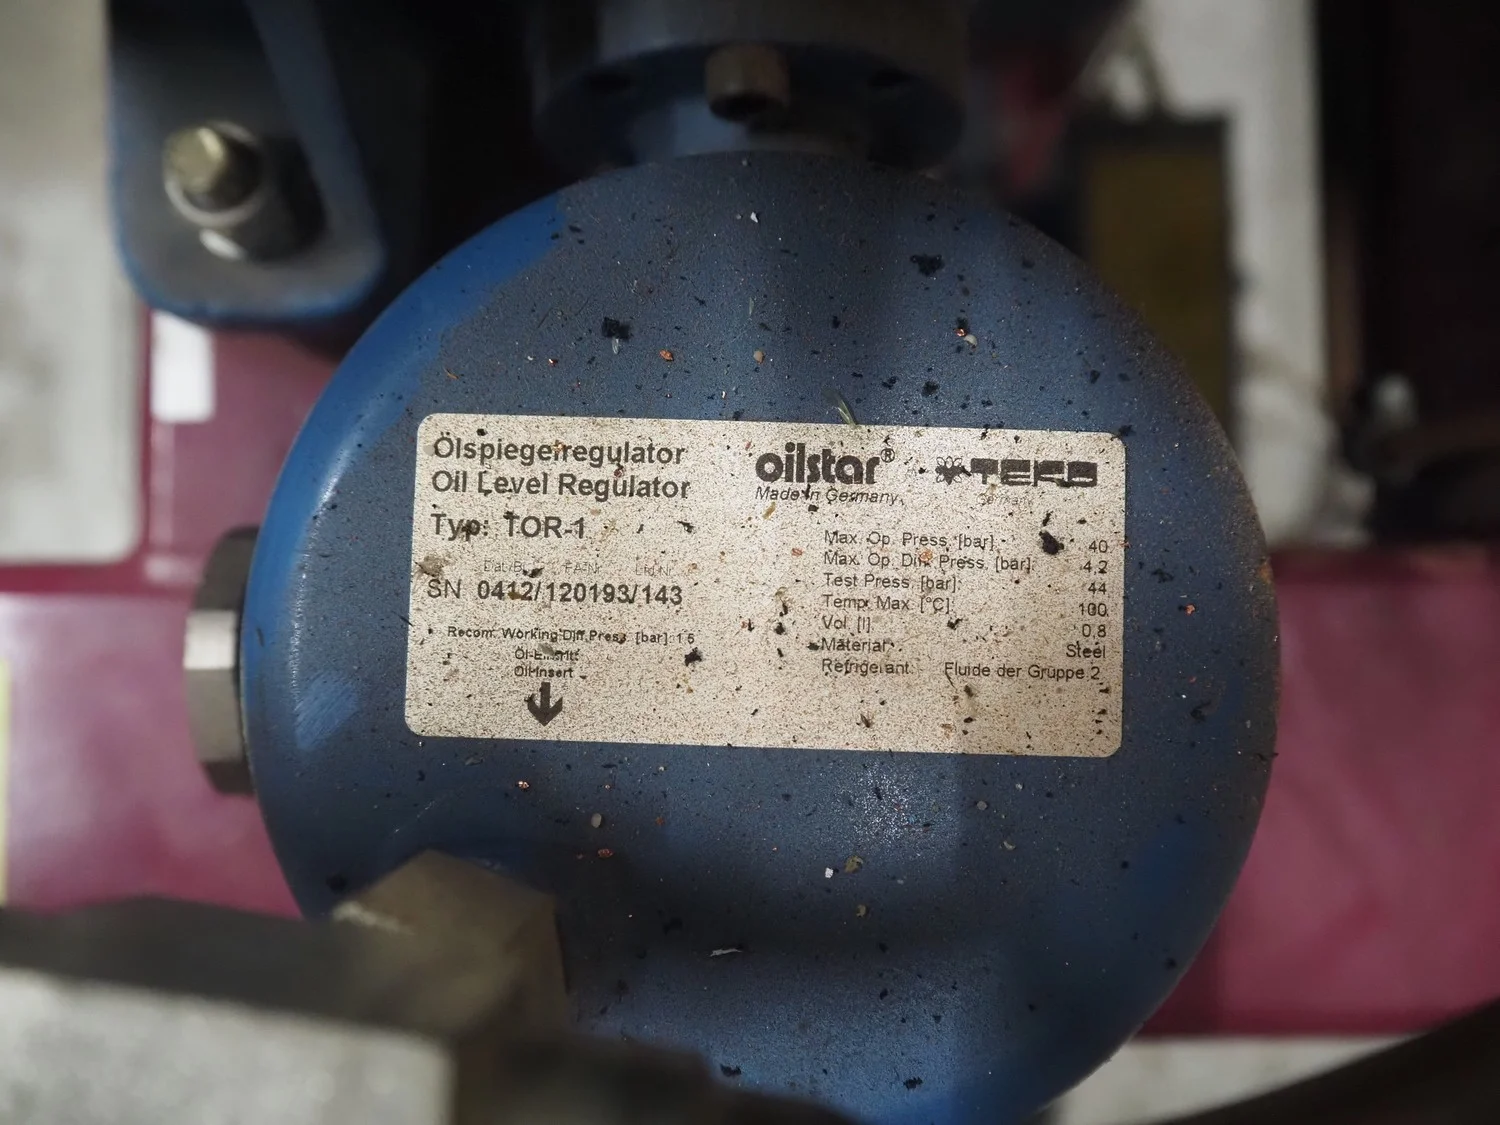 Ölspiegelregulator
Oil Level Regulator
Typ: TOR-1
SN 0412/120193/143
Recom. Working Diff.Press. [bar]: 1.5
Oil-Insert
oilstar®
Made in Germany
TEKO
Germany
Max. Op. Press. [bar] 40
Max. Op. Diff. Press. [bar]: 4,2
Test Press. [bar]: 44
Temp. Max. [°C] 100
Vol. [l] 0,8
Material: Steel
Refrigerant: Fluide der Gruppe 2